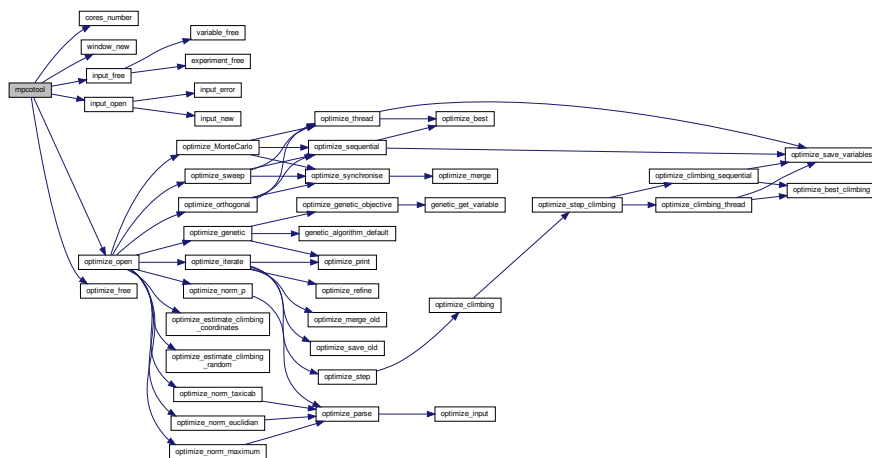 cores_number
variable_free
window_new
experiment_free
input_free
mpcotool
input_error
input_open
input_new
optimize_thread
optimize_best
optimize_MonteCarlo
optimize_sequential
optimize_save_variables
optimize_sweep
optimize_synchronise
optimize_merge
optimize_climbing_sequential
optimize_best_climbing
optimize_orthogonal
optimize_genetic_objective
genetic_get_variable
optimize_step_climbing
optimize_climbing_thread
optimize_genetic
genetic_algorithm_default
optimize_open
optimize_iterate
optimize_print
optimize_free
optimize_norm_p
optimize_refine
optimize_climbing
optimize_estimate_climbing
_coordinates
optimize_merge_old
optimize_save_old
optimize_estimate_climbing
_random
optimize_step
optimize_norm_taxicab
optimize_parse
optimize_input
optimize_norm_euclidian
optimize_norm_maximum